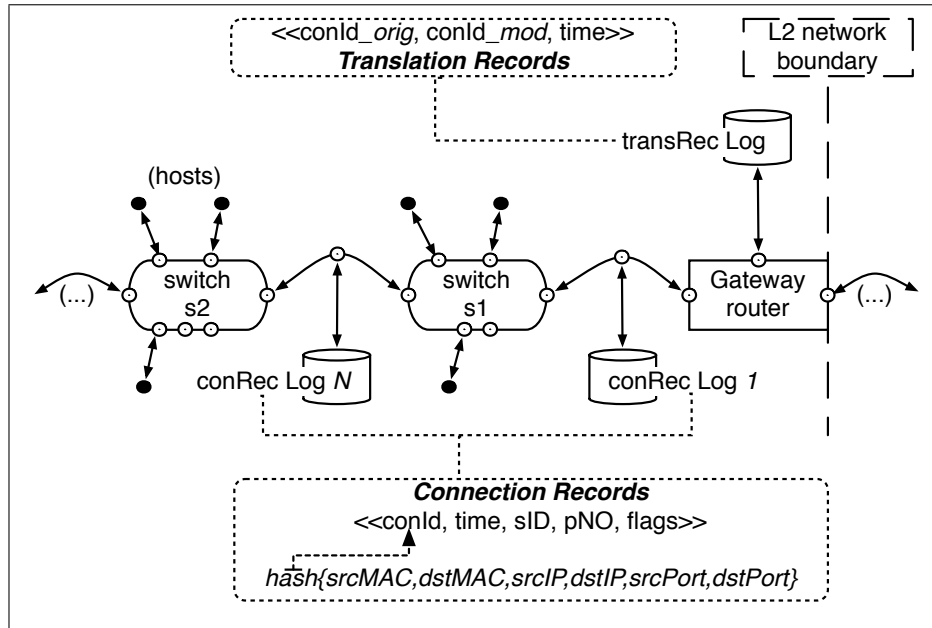 <<conId_orig, conId_mod, time>>
Translation Records
L2 network
boundary
transRec Log
(hosts)
switch
s2
switch
s1
Gateway
router
(...)
(...)
conRec Log N
conRec Log 1
Connection Records
<<conId, time, sID, pNO, flags>>
hash{srcMAC,dstMAC,srcIP,dstIP,srcPort,dstPort}